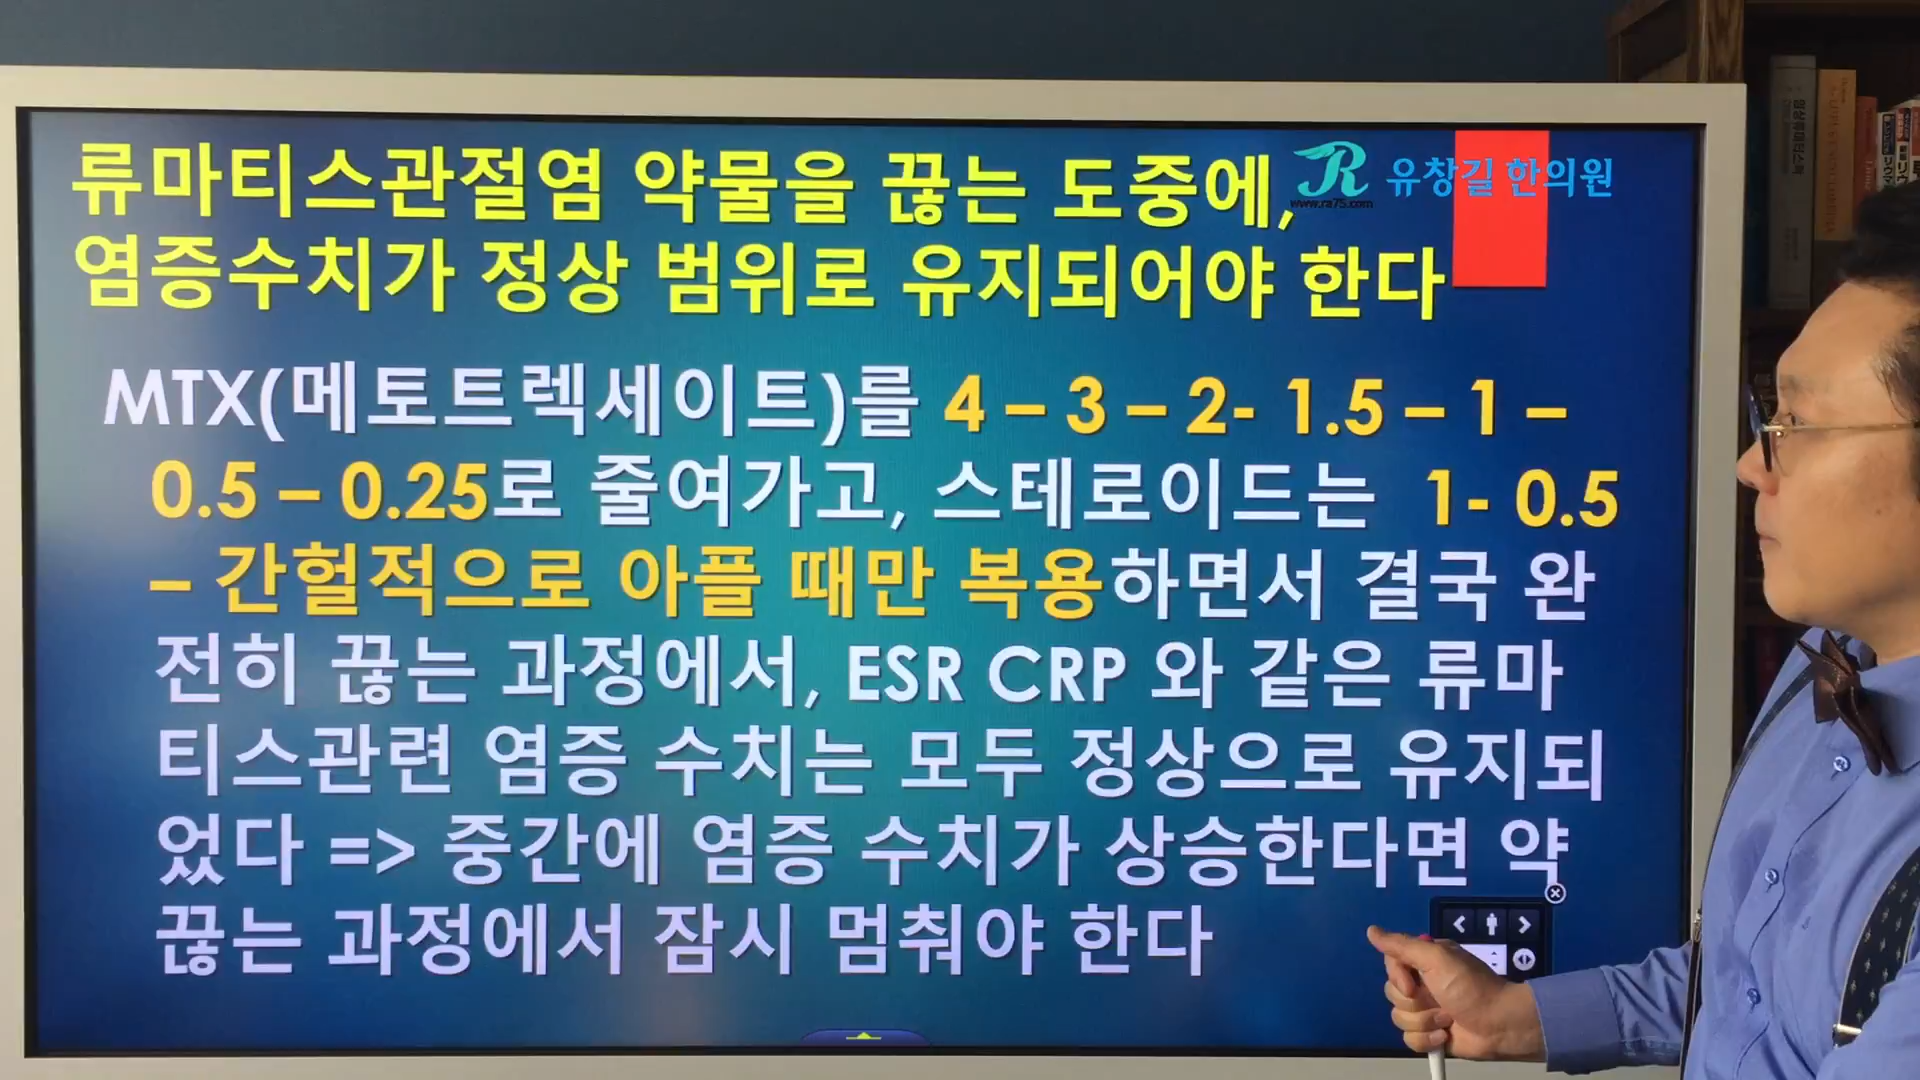 류마티스관절염 약물을 끊는 도중에,
염증수치가 정상 범위로 유지되어야 한다
R 유창길 한의원
www.ra75.com
MTX(메토트렉세이트)를 4 – 3 – 2- 1.5 – 1 –
0.5 – 0.25로 줄여가고, 스테로이드는 1- 0.5
– 간헐적으로 아플 때만 복용하면서 결국 완
전히 끊는 과정에서, ESR CRP 와 같은 류마
티스관련 염증 수치는 모두 정상으로 유지되
었다 => 중간에 염증 수치가 상승한다면 약
끊는 과정에서 잠시 멈춰야 한다